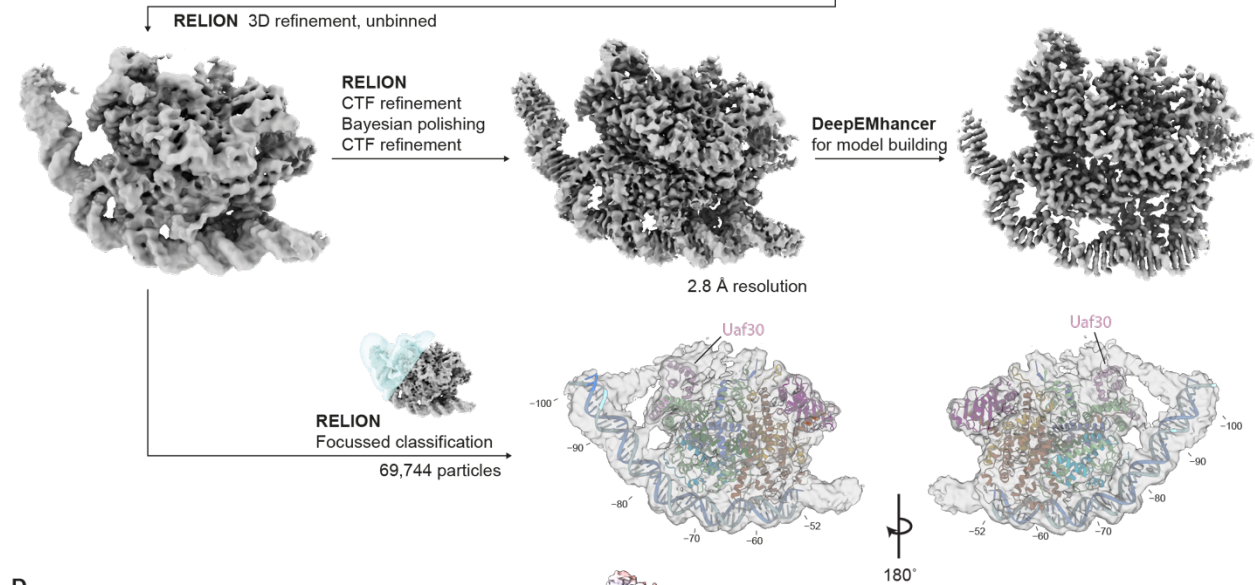 RELION 3D refinement, unbinned
RELION
CTF refinement
Bayesian polishing
CTF refinement
DeepEMhancer
for model building
2.8 Å resolution
RELION
Focussed classification
69,744 particles
Uaf30
−100
−90
−80
−70
−60
−52
Uaf30
−100
−90
−80
−70
−60
−52
180°
D